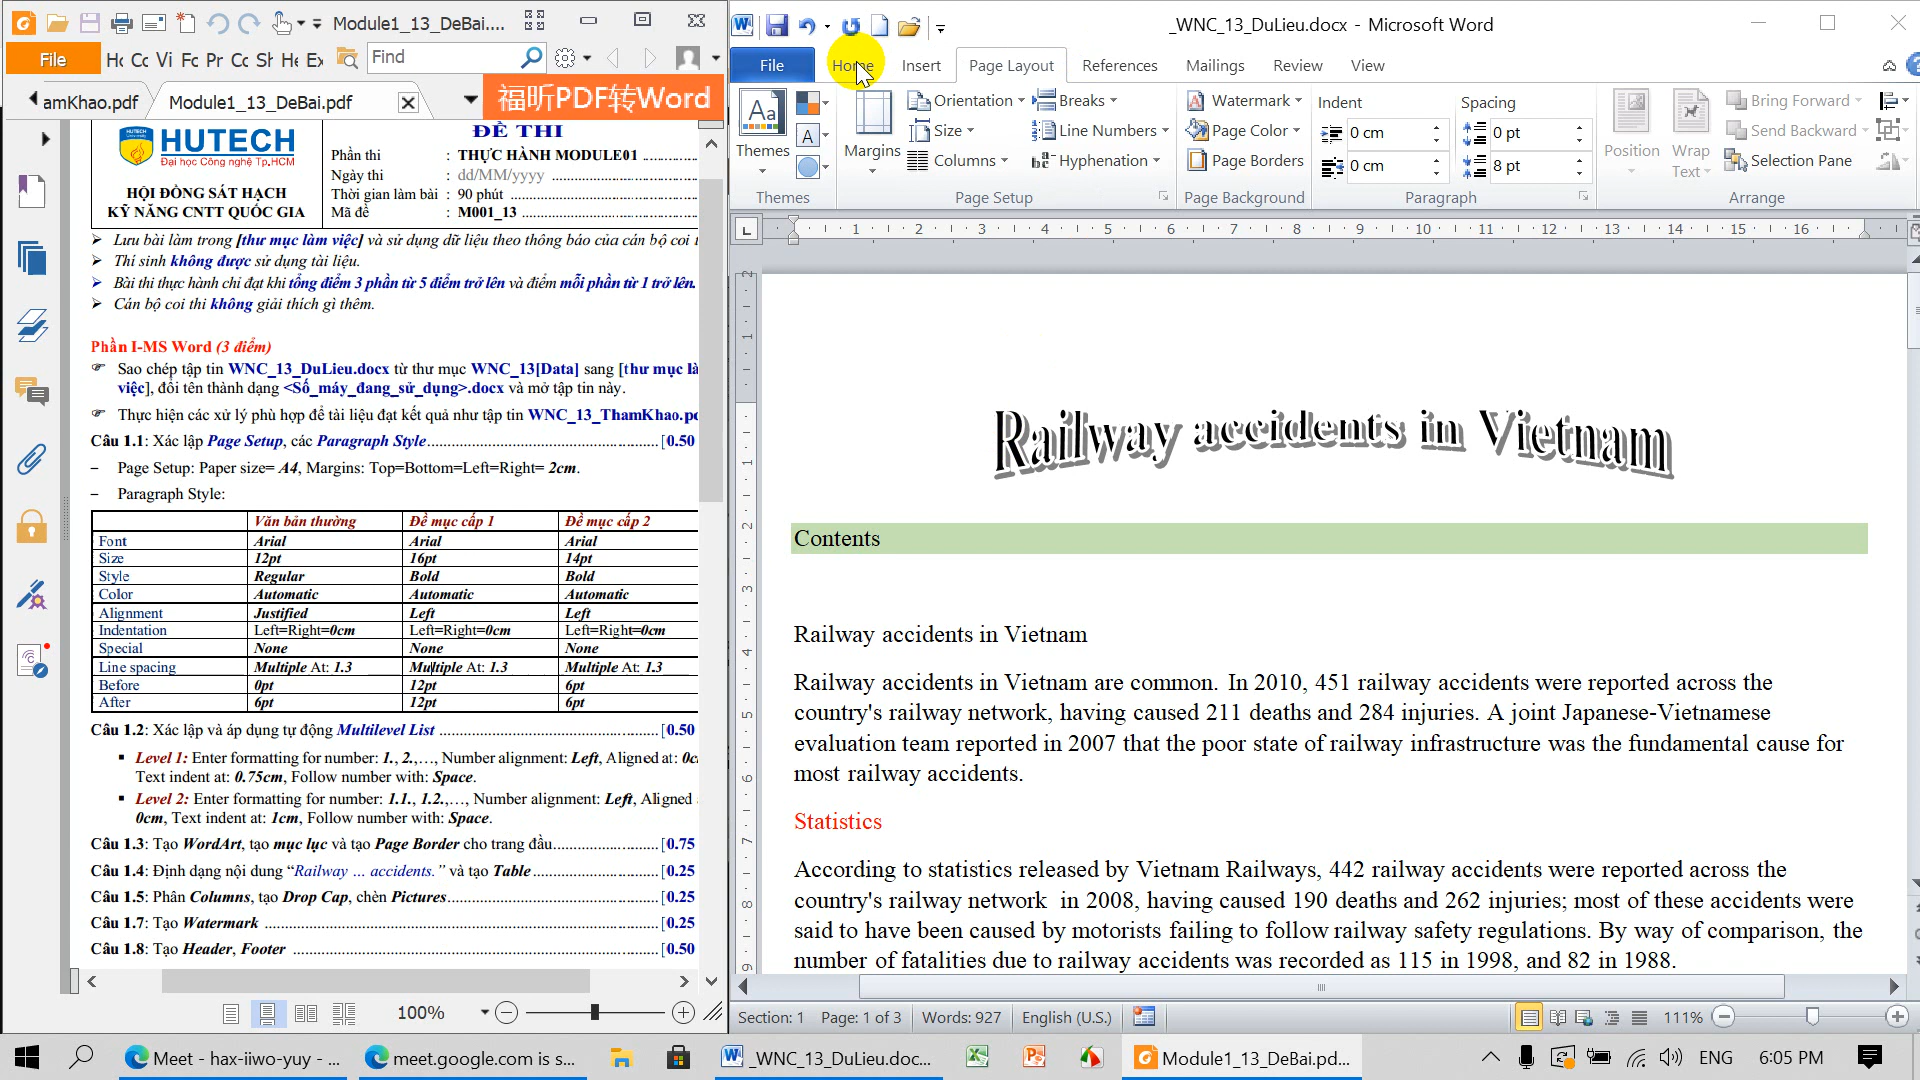 Module1_13_DeBai....
File
Find
amKhao.pdf
Module1_13_DeBai.pdf
福听PDF转Word
HUTECH
Đại học Công nghệ Tp.HCM
HỘI ĐỒNG SÁT HẠCH
KỸ NĂNG CNTT QUỐC GIA
ĐỀ THI
Phần thi : THỰC HÀNH MODULE01
Ngày thi : dd/MM/yyyy
Thời gian làm bài : 90 phút
Mã đề : M001_13
Lưu bài làm trong [thư mục làm việc] và sử dụng dữ liệu theo thông báo của cán bộ coi t
Thí sinh không được sử dụng tài liệu.
Bài thi thực hành chỉ đạt khi tổng điểm 3 phần từ 5 điểm trở lên và điểm mỗi phần từ 1 trở lên.
Cán bộ coi thi không giải thích gì thêm.
Phần I-MS Word (3 điểm)
Sao chép tập tin WNC_13_DuLieu.docx từ thư mục WNC_13[Data] sang [thư mục là
việc], đổi tên thành dạng <Số_máy_đang_sử_dụng>.docx và mở tập tin này.
Thực hiện các xử lý phù hợp để tài liệu đạt kết quả như tập tin WNC_13_ThamKhao.pd
Câu 1.1: Xác lập Page Setup, các Paragraph Style [0.50
– Page Setup: Paper size= A4, Margins: Top=Bottom=Left=Right= 2cm.
– Paragraph Style:
Văn bản thường Đề mục cấp 1 Đề mục cấp 2
Font Arial Arial Arial
Size 12pt 16pt 14pt
Style Regular Bold Bold
Color Automatic Automatic Automatic
Alignment Justified Left Left
Indentation Left=Right=0cm Left=Right=0cm Left=Right=0cm
Special None None None
Line spacing Multiple At: 1.3 Multiple At: 1.3 Multiple At: 1.3
Before 0pt 12pt 6pt
After 6pt 12pt 6pt
Câu 1.2: Xác lập và áp dụng tự động Multilevel List [0.50
Level 1: Enter formatting for number: 1., 2.,…, Number alignment: Left, Aligned at: 0c
Text indent at: 0.75cm, Follow number with: Space.
Level 2: Enter formatting for number: 1.1., 1.2.,…, Number alignment: Left, Aligned
0cm, Text indent at: 1cm, Follow number with: Space.
Câu 1.3: Tạo WordArt, tạo mục lục và tạo Page Border cho trang đầu [0.75
Câu 1.4: Định dạng nội dung “Railway ... accidents.” và tạo Table [0.25
Câu 1.5: Phân Columns, tạo Drop Cap, chèn Pictures [0.25
Câu 1.7: Tạo Watermark [0.25
Câu 1.8: Tạo Header, Footer [0.50
100%
_WNC_13_DuLieu.docx - Microsoft Word
File Home Insert Page Layout References Mailings Review View
Themes
Margins
Orientation
Size
Columns
Breaks
Line Numbers
Hyphenation
Watermark
Page Color
Page Borders
Indent
0 cm
0 cm
Spacing
0 pt
8 pt
Position
Wrap
Text
Bring Forward
Send Backward
Selection Pane
Themes Page Setup Page Background Paragraph Arrange
1 2 3 4 5 6 7 8 9 10 11 12 13 14 15 16
Railway accidents in Vietnam
Contents
Railway accidents in Vietnam
Railway accidents in Vietnam are common. In 2010, 451 railway accidents were reported across the
country's railway network, having caused 211 deaths and 284 injuries. A joint Japanese-Vietnamese
evaluation team reported in 2007 that the poor state of railway infrastructure was the fundamental cause for
most railway accidents.
Statistics
According to statistics released by Vietnam Railways, 442 railway accidents were reported across the
country's railway network in 2008, having caused 190 deaths and 262 injuries; most of these accidents were
said to have been caused by motorists failing to follow railway safety regulations. By way of comparison, the
number of fatalities due to railway accidents was recorded as 115 in 1998, and 82 in 1988.
Section: 1 Page: 1 of 3 Words: 927 English (U.S.) 111%
Meet - hax-iiwo-yuy - ...
meet.google.com is s...
_WNC_13_DuLieu.doc...
Module1_13_DeBai.pd...
ENG
6:05 PM